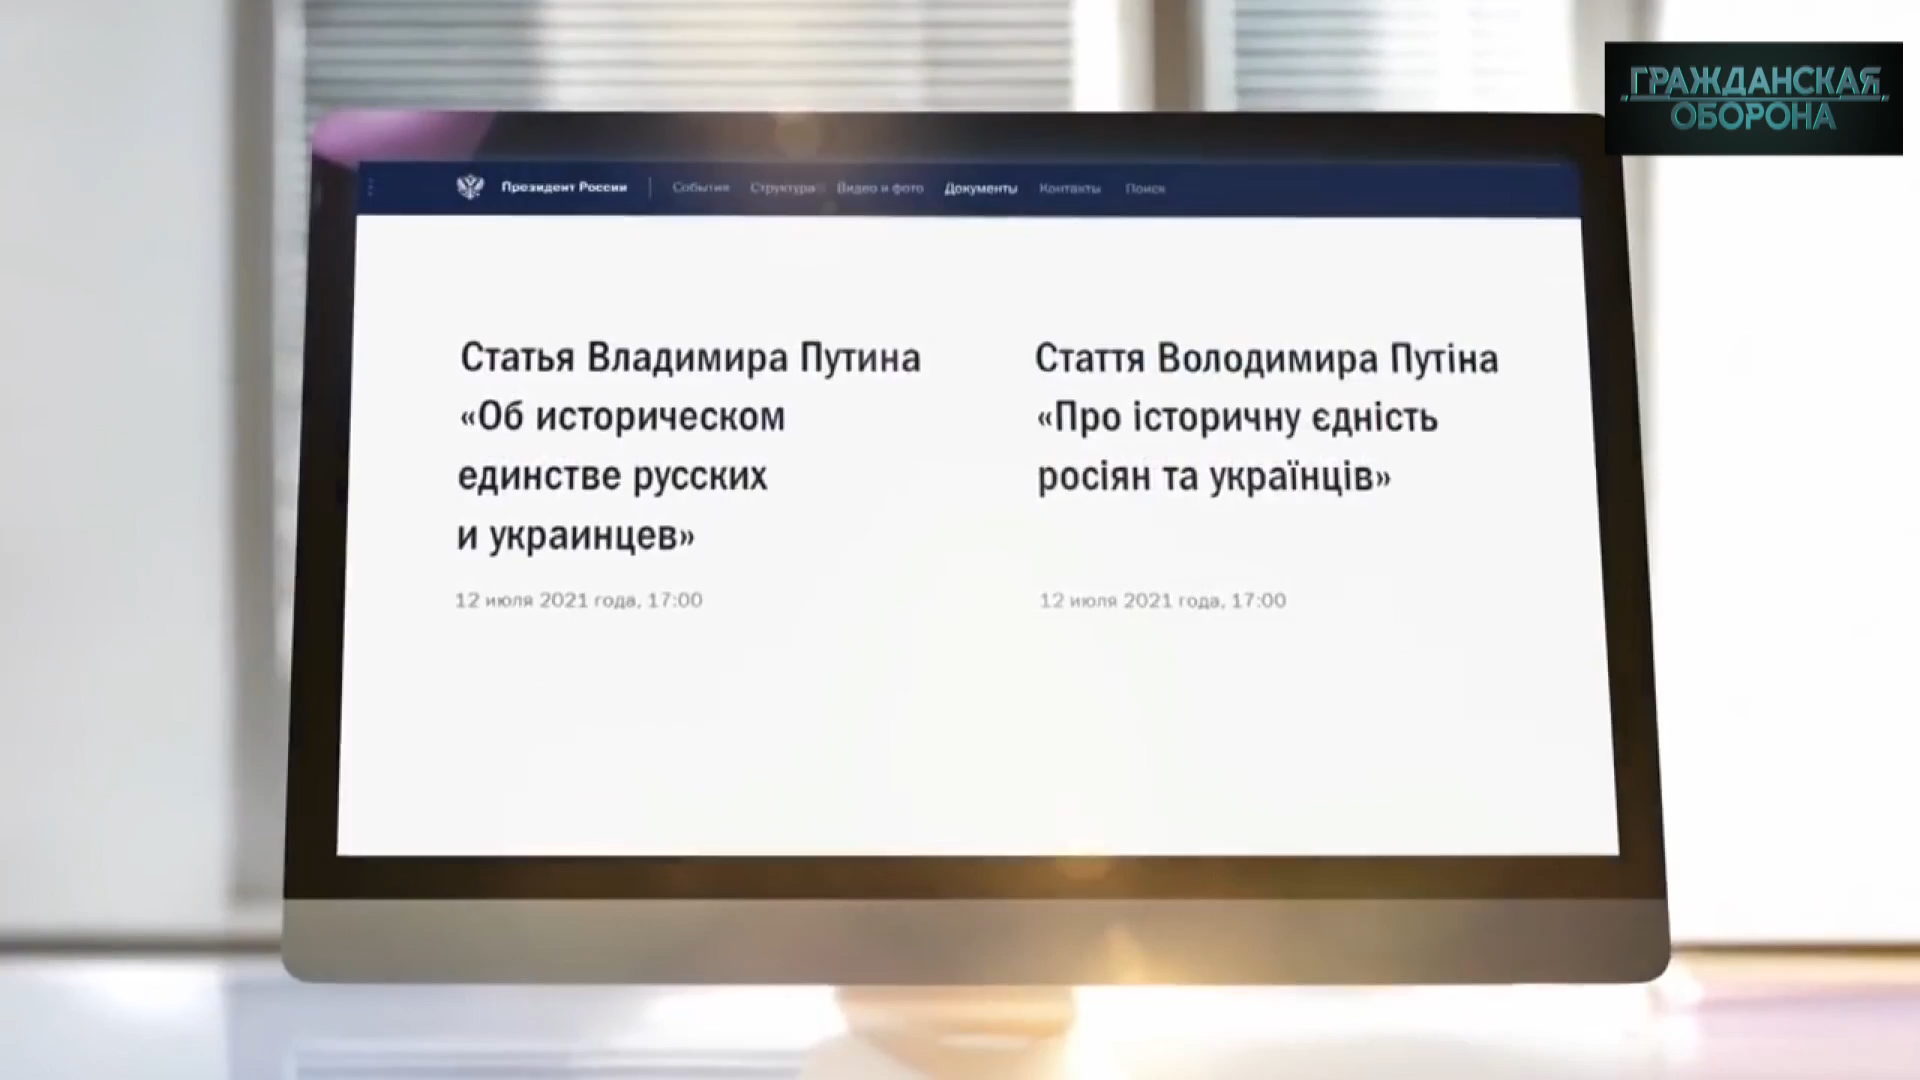 ГРАЖДАНСКАЯ
ОБОРОНА
Президент России
События
Структура
Видео и фото
Документы
Контакты
Поиск
Статья Владимира Путина
«Об историческом
единстве русских
и украинцев»
12 июля 2021 года, 17:00
Стаття Володимира Путіна
«Про історичну єдність
росіян та українців»
12 июля 2021 года, 17:00